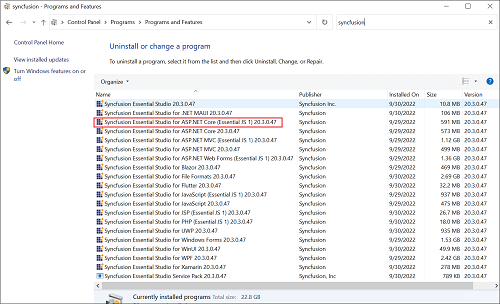 syncfusion - Programs and Features
Control Panel > Programs > Programs and Features
syncfusion
Control Panel Home
View installed updates
Turn Windows features on or off
Uninstall or change a program
To uninstall a program, select it from the list and then click Uninstall, Change, or Repair.
Organize
Name Publisher Installed On Size Version
Syncfusion Essential Studio 20.3.0.47 Syncfusion Inc. 9/30/2022 10.8 MB 20.3.0.47
Syncfusion Essential Studio for .NET MAUI 20.3.0.47 Syncfusion 9/30/2022 106 MB 20.3.0.47
Syncfusion Essential Studio for ASP.NET Core (Essential JS 1) 20.3.0.47 Syncfusion 9/29/2022 591 MB 20.3.0.47
Syncfusion Essential Studio for ASP.NET Core 20.3.0.47 Syncfusion 9/30/2022 573 MB 20.3.0.47
Syncfusion Essential Studio for ASP.NET MVC (Essential JS 1) 20.3.0.47 Syncfusion 9/29/2022 1.12 GB 20.3.0.47
Syncfusion Essential Studio for ASP.NET MVC 20.3.0.47 Syncfusion 9/29/2022 499 MB 20.3.0.47
Syncfusion Essential Studio for ASP.NET Web Forms (Essential JS 1) 20.3.0.47 Syncfusion 9/29/2022 1.36 GB 20.3.0.47
Syncfusion Essential Studio for Blazor 20.3.0.47 Syncfusion 9/29/2022 469 MB 20.3.0.47
Syncfusion Essential Studio for File Formats 20.3.0.47 Syncfusion 9/30/2022 2.69 GB 20.3.0.47
Syncfusion Essential Studio for Flutter 20.3.0.47 Syncfusion 9/30/2022 32.2 MB 20.3.0.47
Syncfusion Essential Studio for JavaScript (Essential JS 1) 20.3.0.47 Syncfusion 9/29/2022 937 MB 20.3.0.47
Syncfusion Essential Studio for JavaScript 20.3.0.47 Syncfusion 9/29/2022 475 MB 20.3.0.47
Syncfusion Essential Studio for JSP (Essential JS 1) 20.3.0.47 Syncfusion 9/30/2022 26.7 MB 20.3.0.47
Syncfusion Essential Studio for PHP (Essential JS 1) 20.3.0.47 Syncfusion 9/30/2022 18.0 MB 20.3.0.47
Syncfusion Essential Studio for UWP 20.3.0.47 Syncfusion 9/30/2022 935 MB 20.3.0.47
Syncfusion Essential Studio for Windows Forms 20.3.0.47 Syncfusion 9/29/2022 1.53 GB 20.3.0.47
Syncfusion Essential Studio for WinUI 20.3.0.47 Syncfusion 9/30/2022 49.9 MB 20.3.0.47
Syncfusion Essential Studio for WPF 20.3.0.47 Syncfusion 9/29/2022 2.42 GB 20.3.0.47
Syncfusion Essential Studio for Xamarin 20.3.0.47 Syncfusion 9/29/2022 278 MB 20.3.0.47
Syncfusion Essential Studio Service Pack 20.3.0.47 Syncfusion, Inc. 9/30/2022 789 KB 20.3.0.47
Currently installed programs Total size: 22.8 GB